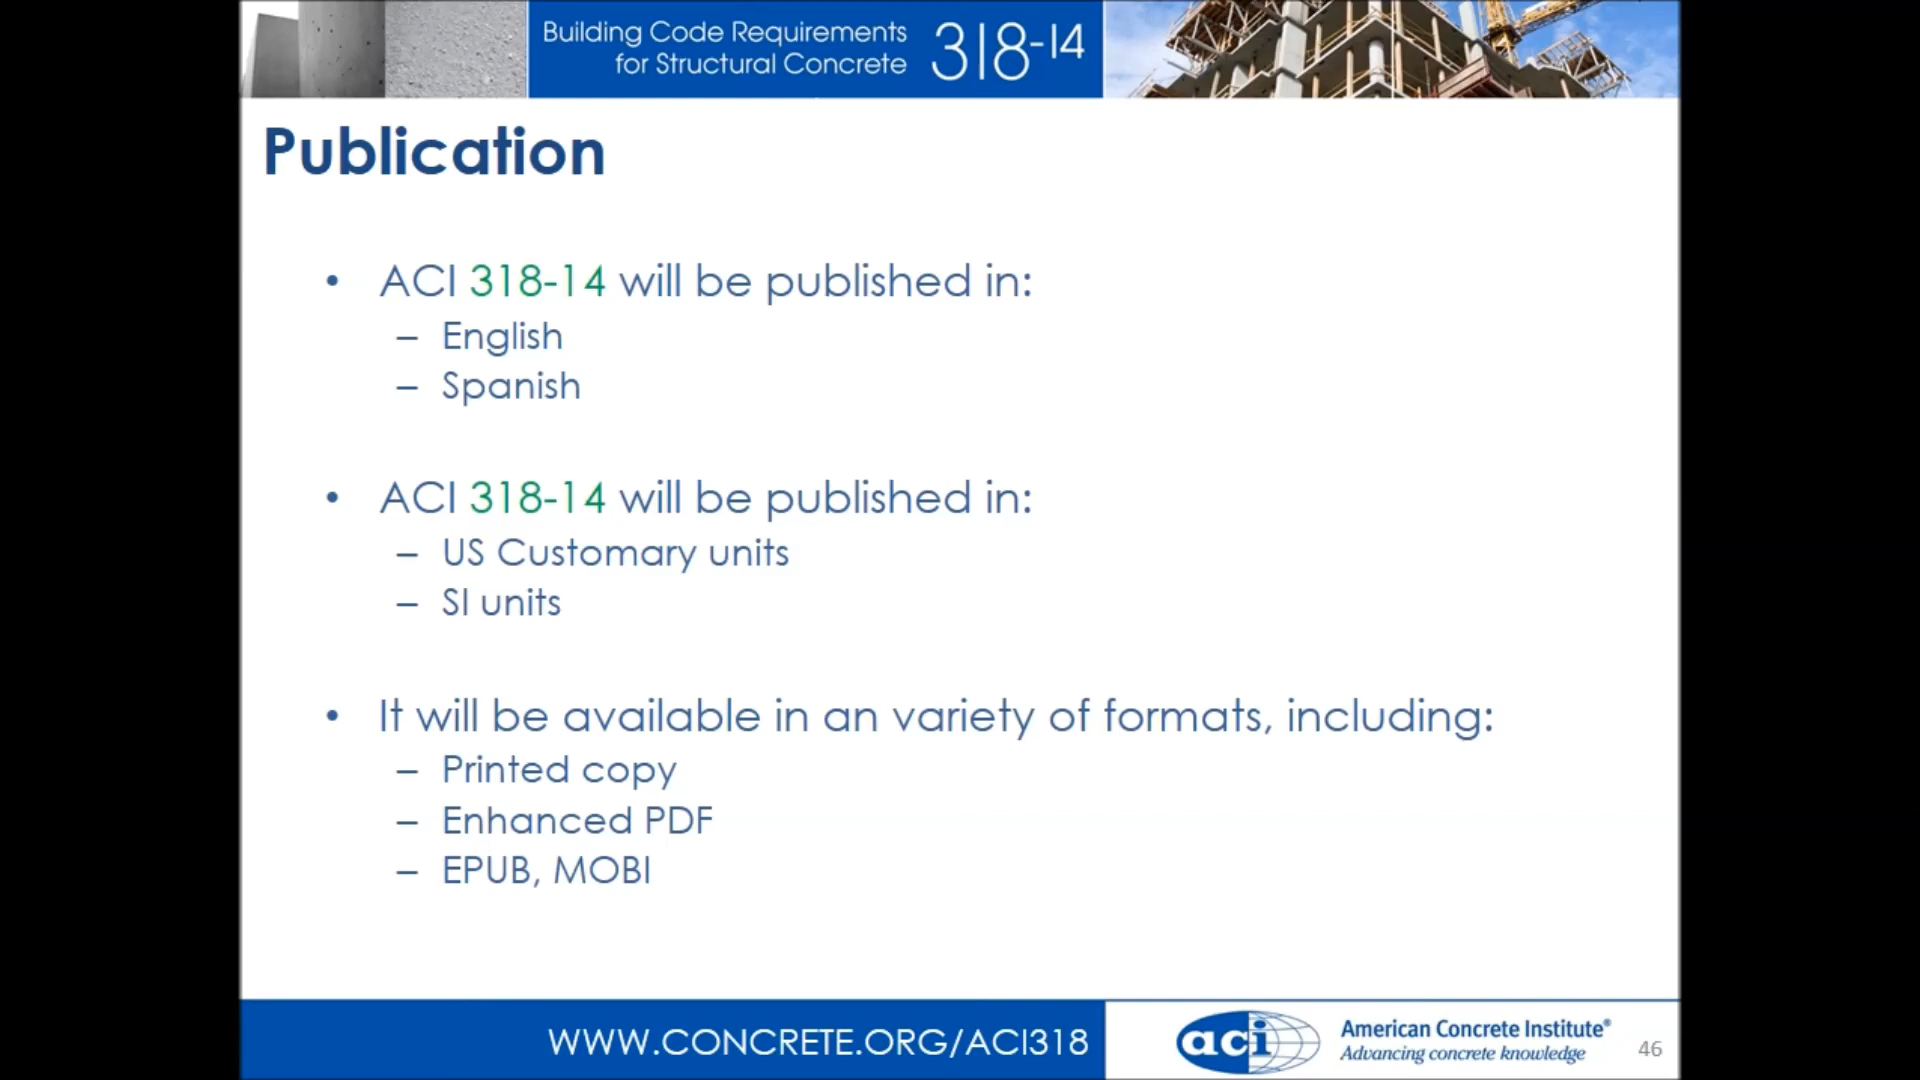 Building Code Requirements
for Structural Concrete
318-14
Publication
• ACI 318-14 will be published in:
– English
– Spanish
• ACI 318-14 will be published in:
– US Customary units
– SI units
• It will be available in an variety of formats, including:
– Printed copy
– Enhanced PDF
– EPUB, MOBI
WWW.CONCRETE.ORG/ACI318
aci
American Concrete Institute®
Advancing concrete knowledge
46